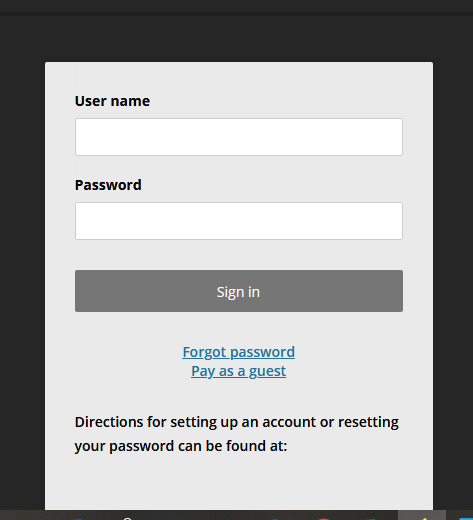 User name
Password
Sign in
Forgot password
Pay as a guest
Directions for setting up an account or resetting
your password can be found at: